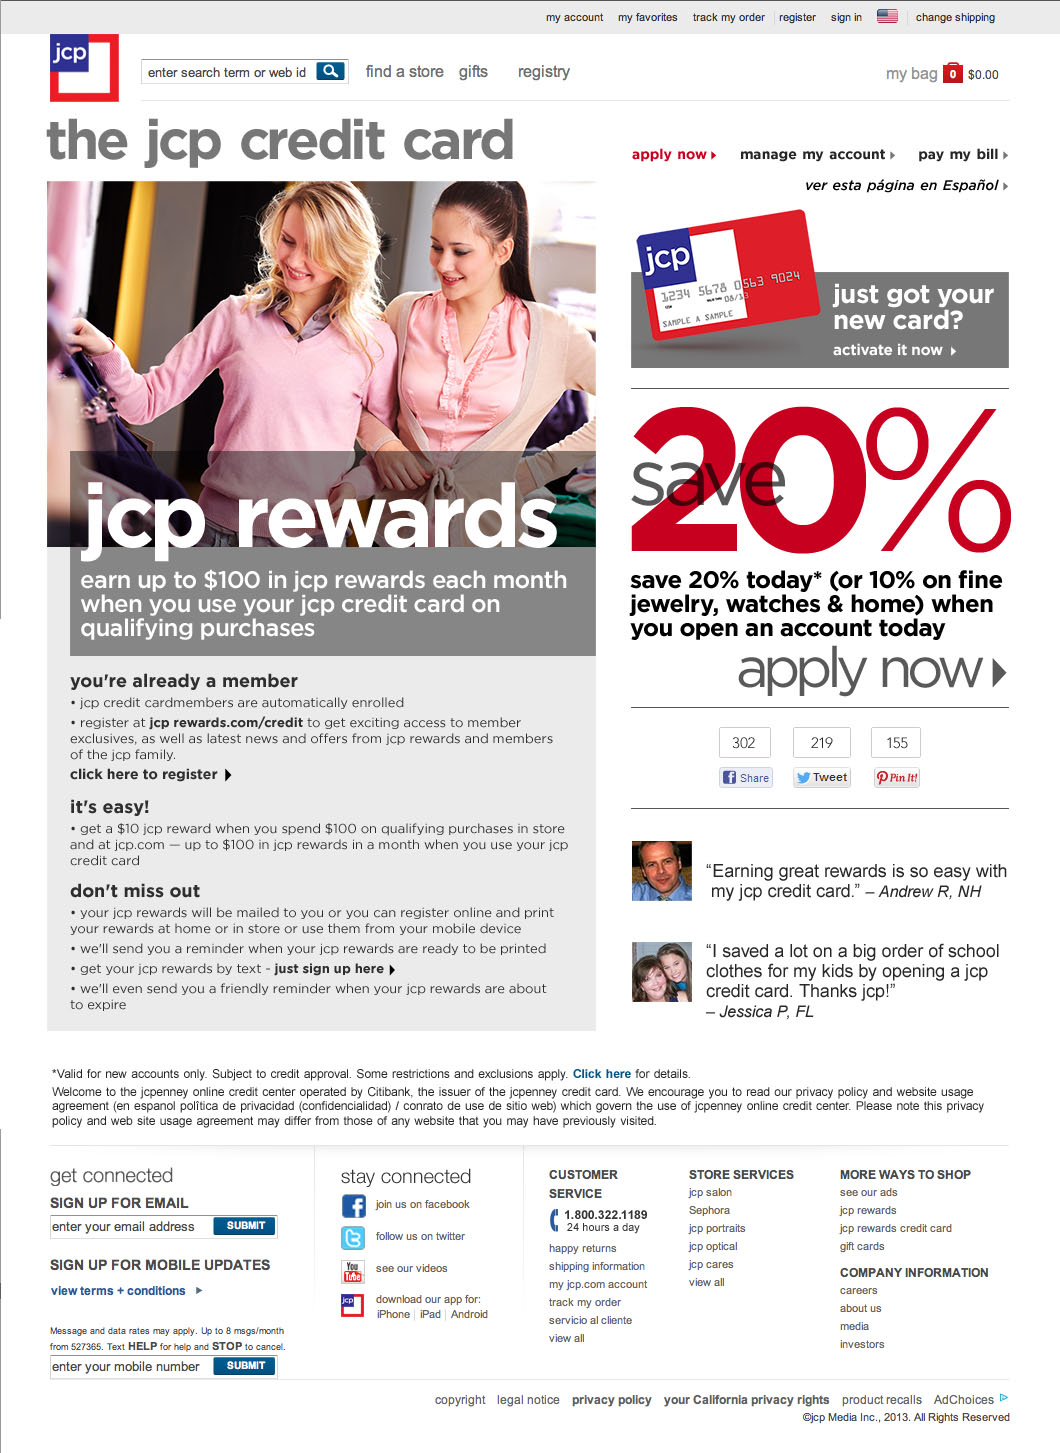 my account my favorites track my order register sign in change shipping
jcp
enter search term or web id find a store gifts registry my bag 0 $0.00
the jcp credit card
apply now manage my account pay my bill
ver esta página en Español
jcp
1234 5678 0563 9024
SAMPLE A SAMPLE
just got your
new card?
activate it now
jcp rewards
earn up to $100 in jcp rewards each month
when you use your jcp credit card on
qualifying purchases
you're already a member
• jcp credit cardmembers are automatically enrolled
• register at jcp rewards.com/credit to get exciting access to member
exclusives, as well as latest news and offers from jcp rewards and members
of the jcp family.
click here to register
it's easy!
• get a $10 jcp reward when you spend $100 on qualifying purchases in store
and at jcp.com — up to $100 in jcp rewards in a month when you use your jcp
credit card
don't miss out
• your jcp rewards will be mailed to you or you can register online and print
your rewards at home or in store or use them from your mobile device
• we'll send you a reminder when your jcp rewards are ready to be printed
• get your jcp rewards by text - just sign up here
• we'll even send you a friendly reminder when your jcp rewards are about
to expire
save 20%
save 20% today* (or 10% on fine
jewelry, watches & home) when
you open an account today
apply now
302 219 155
Share Tweet Pin It!
“Earning great rewards is so easy with
my jcp credit card.” – Andrew R, NH
“I saved a lot on a big order of school
clothes for my kids by opening a jcp
credit card. Thanks jcp!”
– Jessica P, FL
*Valid for new accounts only. Subject to credit approval. Some restrictions and exclusions apply. Click here for details.
Welcome to the jcpenney online credit center operated by Citibank, the issuer of the jcpenney credit card. We encourage you to read our privacy policy and website usage
agreement (en espanol política de privacidad (confidencialidad) / conrato de use de sitio web) which govern the use of jcpenney online credit center. Please note this privacy
policy and web site usage agreement may differ from those of any website that you may have previously visited.
get connected
SIGN UP FOR EMAIL
enter your email address SUBMIT
SIGN UP FOR MOBILE UPDATES
view terms + conditions
Message and data rates may apply. Up to 8 msgs/month
from 527365. Text HELP for help and STOP to cancel.
enter your mobile number SUBMIT
stay connected
join us on facebook
follow us on twitter
You Tube see our videos
jcp download our app for:
iPhone | iPad | Android
CUSTOMER
SERVICE
1.800.322.1189
24 hours a day
happy returns
shipping information
my jcp.com account
track my order
servicio al cliente
view all
STORE SERVICES
jcp salon
Sephora
jcp portraits
jcp optical
jcp cares
view all
MORE WAYS TO SHOP
see our ads
jcp rewards
jcp rewards credit card
gift cards
COMPANY INFORMATION
careers
about us
media
investors
copyright legal notice privacy policy your California privacy rights product recalls AdChoices
©jcp Media Inc., 2013. All Rights Reserved